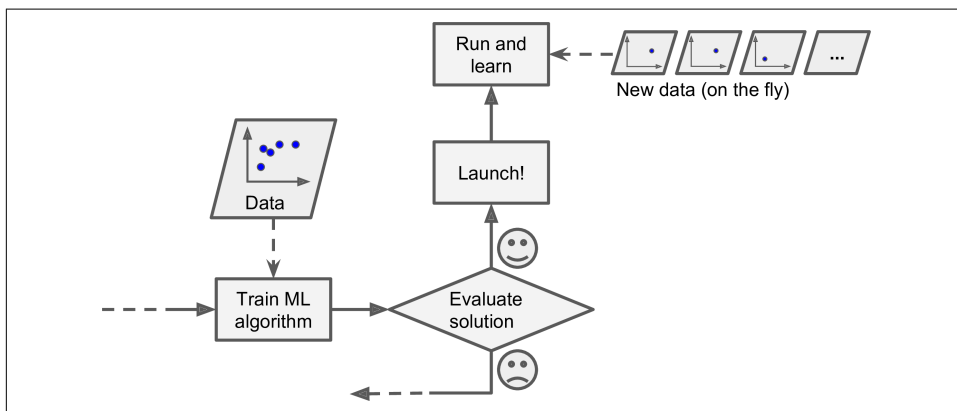 Run and
learn
...
New data (on the fly)
Launch!
Data
Train ML
algorithm
Evaluate
solution